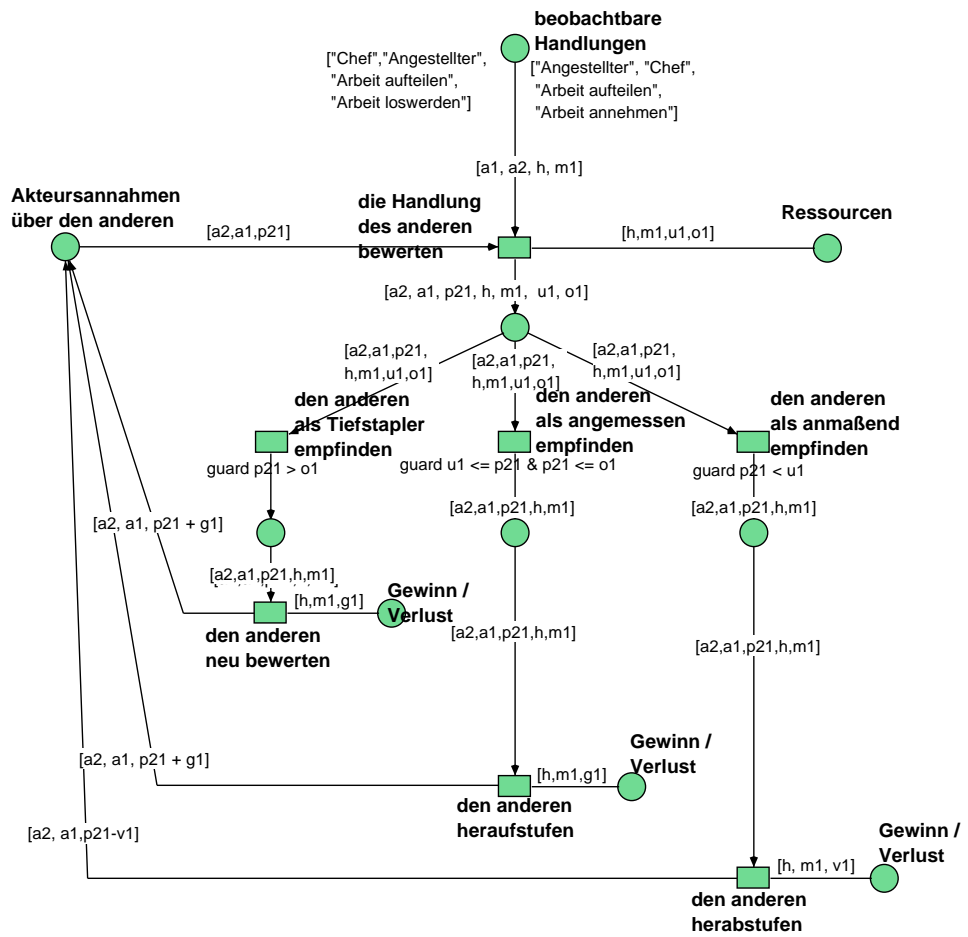 beobachtbare
Handlungen
["Chef","Angestellter",
"Arbeit aufteilen",
"Arbeit loswerden"]
["Angestellter", "Chef",
"Arbeit aufteilen",
"Arbeit annehmen"]
[a1, a2, h, m1]
Akteursannahmen
über den anderen
die Handlung
des anderen
bewerten
Ressourcen
[a2,a1,p21]
[h,m1,u1,o1]
[a2, a1, p21, h, m1, u1, o1]
[a2,a1,p21,
h,m1,u1,o1]
[a2,a1,p21,
h,m1,u1,o1]
[a2,a1,p21,
h,m1,u1,o1]
den anderen
als Tiefstapler
empfinden
den anderen
als angemessen
empfinden
den anderen
als anmaßend
empfinden
guard p21 > o1
guard u1 <= p21 & p21 <= o1
guard p21 < u1
[a2,a1,p21,h,m1]
[a2,a1,p21,h,m1]
[a2, a1, p21 + g1]
[a2,a1,p21,h,m1]
[h,m1,g1]
Gewinn /
Verlust
den anderen
neu bewerten
[a2,a1,p21,h,m1]
[a2,a1,p21,h,m1]
[a2, a1, p21 + g1]
[h,m1,g1]
Gewinn /
Verlust
den anderen
heraufstufen
[a2, a1,p21-v1]
[h, m1, v1]
Gewinn /
Verlust
den anderen
herabstufen